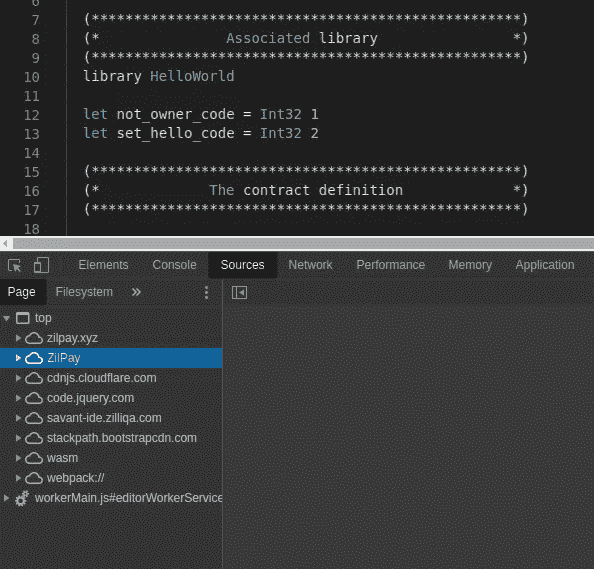 6
7 (****************************************************)
8 (* Associated library *)
9 (****************************************************)
10 library HelloWorld
11
12 let not_owner_code = Int32 1
13 let set_hello_code = Int32 2
14
15 (****************************************************)
16 (* The contract definition *)
17 (****************************************************)
18
Elements Console Sources Network Performance Memory Application
Page Filesystem »
top
zilpay.xyz
ZilPay
cdnjs.cloudflare.com
code.jquery.com
savant-ide.zilliqa.com
stackpath.bootstrapcdn.com
wasm
webpack://
workerMain.js#editorWorkerService